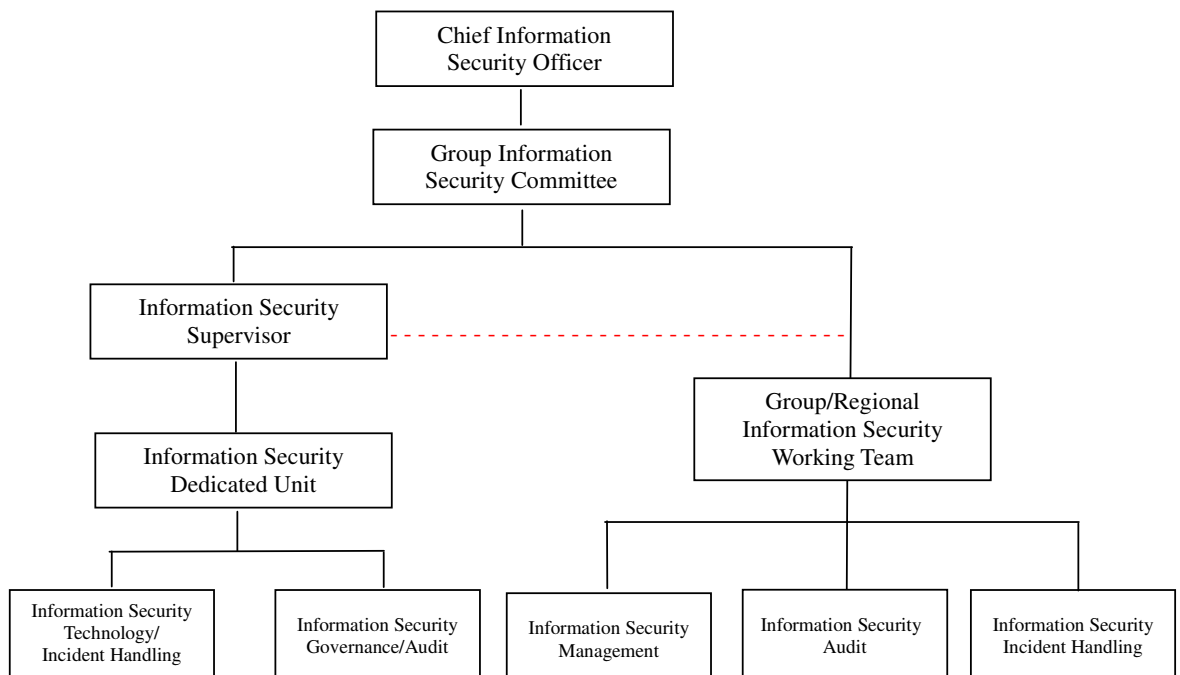 Chief Information
Security Officer
Group Information
Security Committee
Information Security
Supervisor
Group/Regional
Information Security
Working Team
Information Security
Dedicated Unit
Information Security
Technology/
Incident Handling
Information Security
Governance/Audit
Information Security
Management
Information Security
Audit
Information Security
Incident Handling